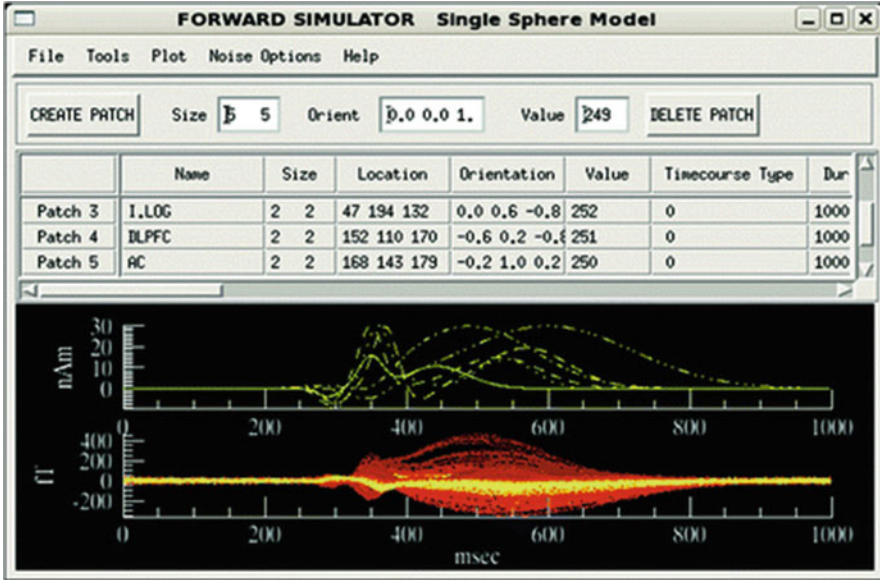 FORWARD SIMULATOR Single Sphere Model
File Tools Plot Noise Options Help
CREATE PATCH Size 5 5 Orient 0.0 0.0 1. Value 249 DELETE PATCH
Name Size Location Orientation Value Timecourse Type Dur
Patch 3 I.LOG 2 2 47 194 132 0.0 0.6 -0.8 252 0 1000
Patch 4 DLPFC 2 2 152 110 170 -0.6 0.2 -0.8 251 0 1000
Patch 5 AC 2 2 168 143 179 -0.2 1.0 0.2 250 0 1000
30
20
10
0
nAm
0 200 400 600 800 1000
400
200
0
-200
fT
0 200 400 600 800 1000
msec